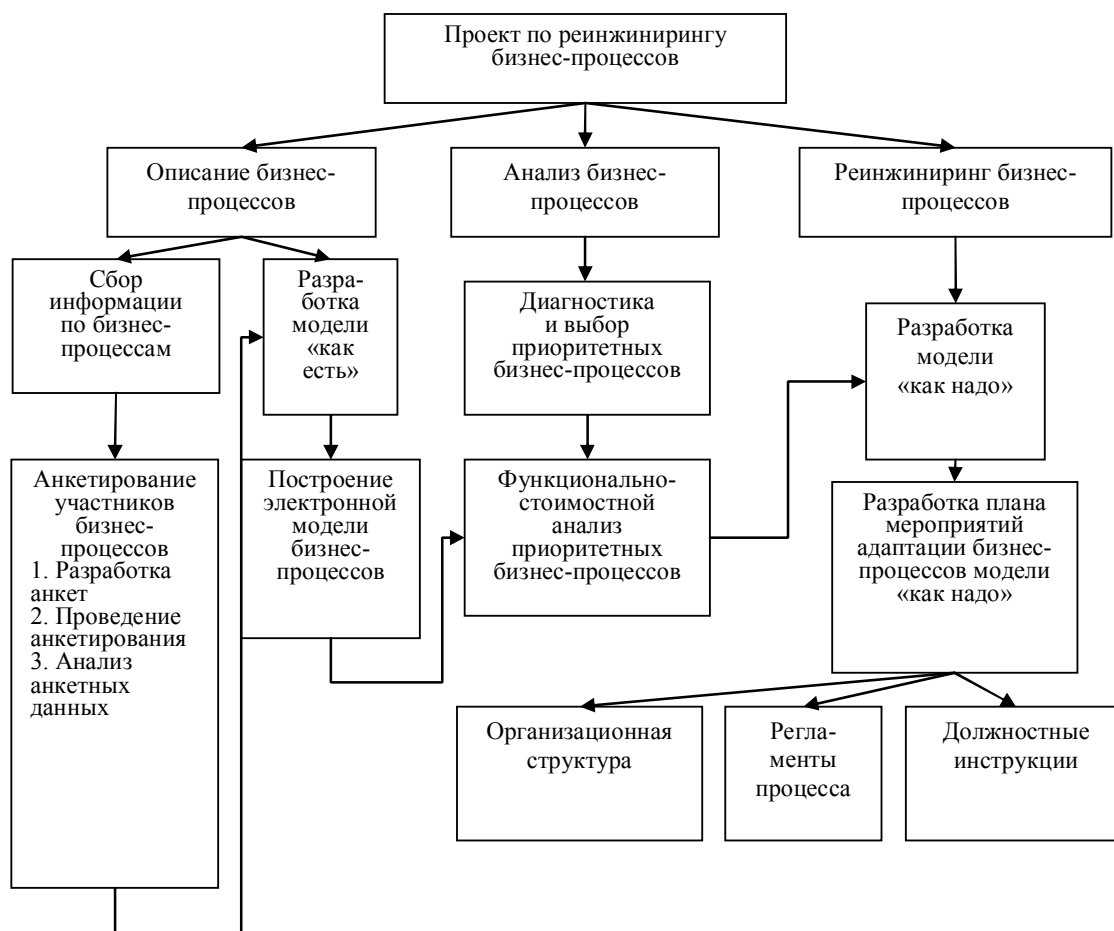 Проект по реинжинирингу
бизнес-процессов
Описание бизнес-
процессов
Анализ бизнес-
процессов
Реинжиниринг бизнес-
процессов
Сбор
информации
по бизнес-
процессам
Разра-
ботка
модели
«как
есть»
Диагностика
и выбор
приоритетных
бизнес-процессов
Разработка
модели
«как надо»
Анкетирование
участников
бизнес-
процессов
1. Разработка
анкет
2. Проведение
анкетирования
3. Анализ
анкетных
данных
Построение
электронной
модели
бизнес-
процессов
Функционально-
стоимостной
анализ
приоритетных
бизнес-процессов
Разработка плана
мероприятий
адаптации бизнес-
процессов модели
«как надо»
Организационная
структура
Регла-
менты
процесса
Должностные
инструкции